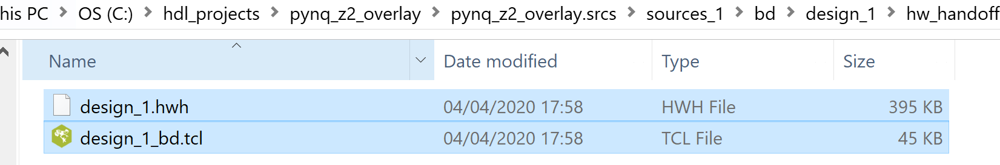 his PC > OS (C:) > hdl_projects > pynq_z2_overlay > pynq_z2_overlay.srcs > sources_1 > bd > design_1 > hw_handoff
Name Date modified Type Size
design_1.hwh 04/04/2020 17:58 HWH File 395 KB
design_1_bd.tcl 04/04/2020 17:58 TCL File 45 KB